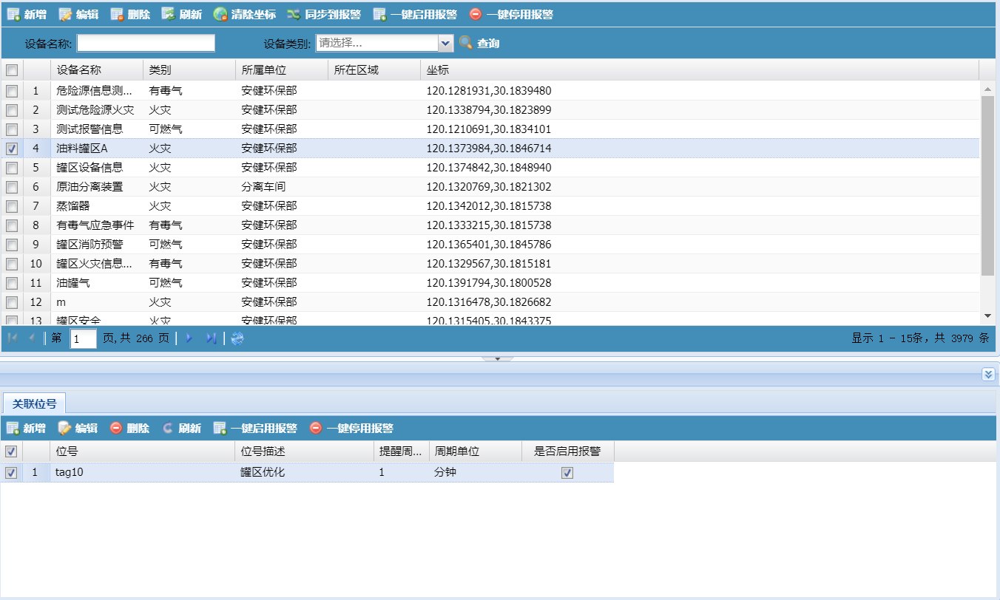 新增 编辑 删除 刷新 清除坐标 同步到报警 一键启用报警 一键停用报警
设备名称: 设备类别: 请选择... 查询
设备名称 类别 所属单位 所在区域 坐标
1 危险源信息测... 有毒气 安健环保部 120.1281931,30.1839480
2 测试危险源火灾 火灾 安健环保部 120.1338794,30.1823899
3 测试报警信息 可燃气 安健环保部 120.1210691,30.1834101
4 油料罐区A 火灾 安健环保部 120.1373984,30.1846714
5 罐区设备信息 火灾 安健环保部 120.1374842,30.1848940
6 原油分离装置 火灾 分离车间 120.1320769,30.1821302
7 蒸馏器 火灾 安健环保部 120.1342012,30.1815738
8 有毒气应急事件 有毒气 安健环保部 120.1333215,30.1815738
9 罐区消防预警 可燃气 安健环保部 120.1365401,30.1845786
10 罐区火灾信息... 有毒气 安健环保部 120.1329567,30.1815181
11 油罐气 可燃气 安健环保部 120.1391794,30.1800528
12 m 火灾 安健环保部 120.1316478,30.1826682
13 罐区安全 火灾 安健环保部 120.1315405,30.1843375
第 1 页,共 266 页 显示 1 - 15条，共 3979 条
关联位号
新增 编辑 删除 刷新 一键启用报警 一键停用报警
位号 位号描述 提醒周... 周期单位 是否启用报警
1 tag10 罐区优化 1 分钟